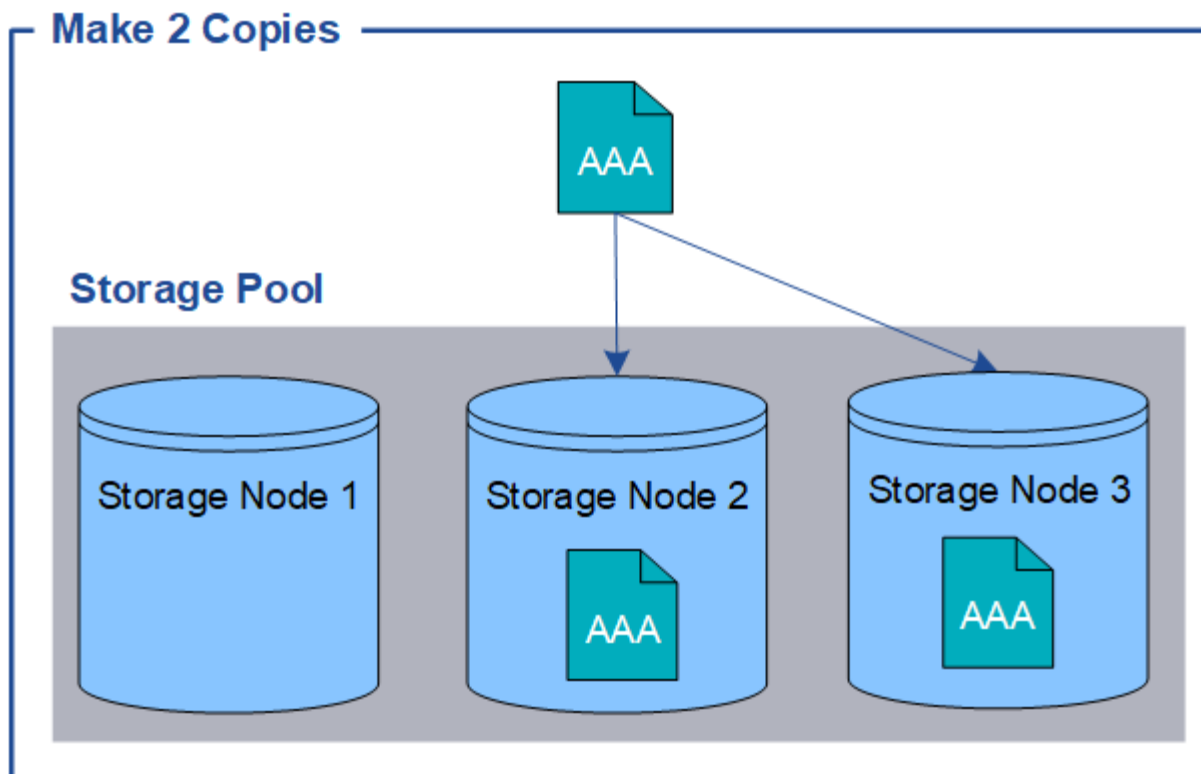 Make 2 Copies
AAA
Storage Pool
Storage Node 1
Storage Node 2
Storage Node 3
AAA
AAA